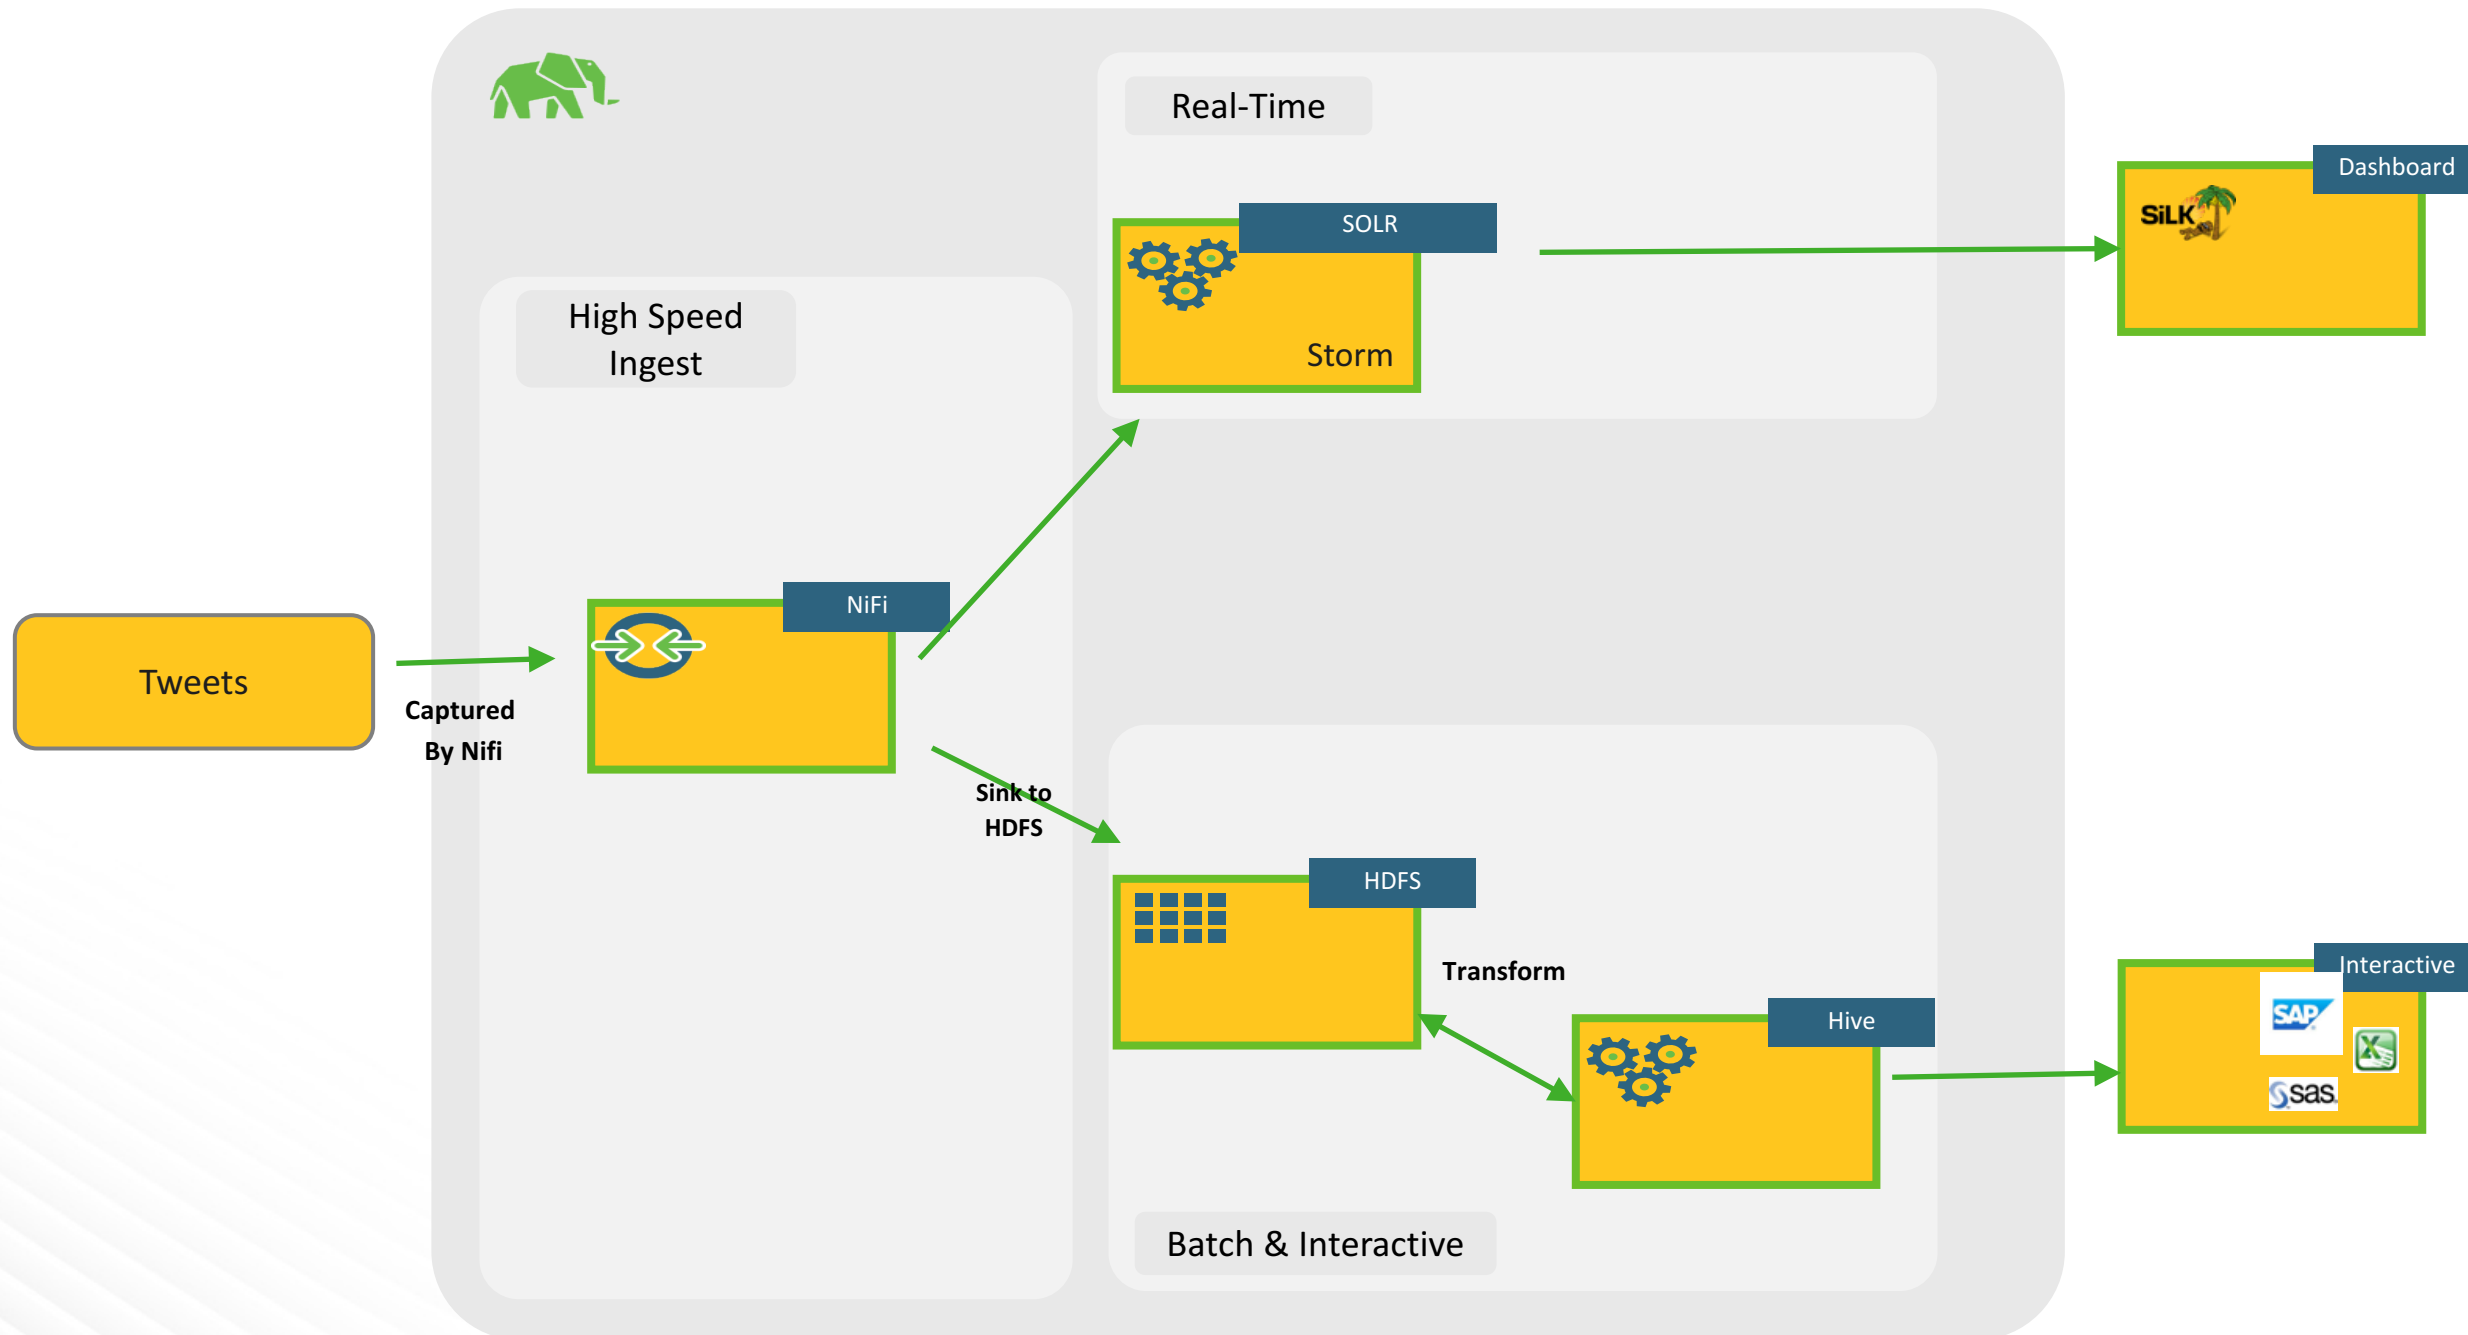 Real-Time
Dashboard
SiLK
SOLR
High Speed
Ingest
Storm
NiFi
Tweets
Captured
By Nifi
Sink to
HDFS
HDFS
Transform
Interactive
SAP
Hive
sas
Batch & Interactive